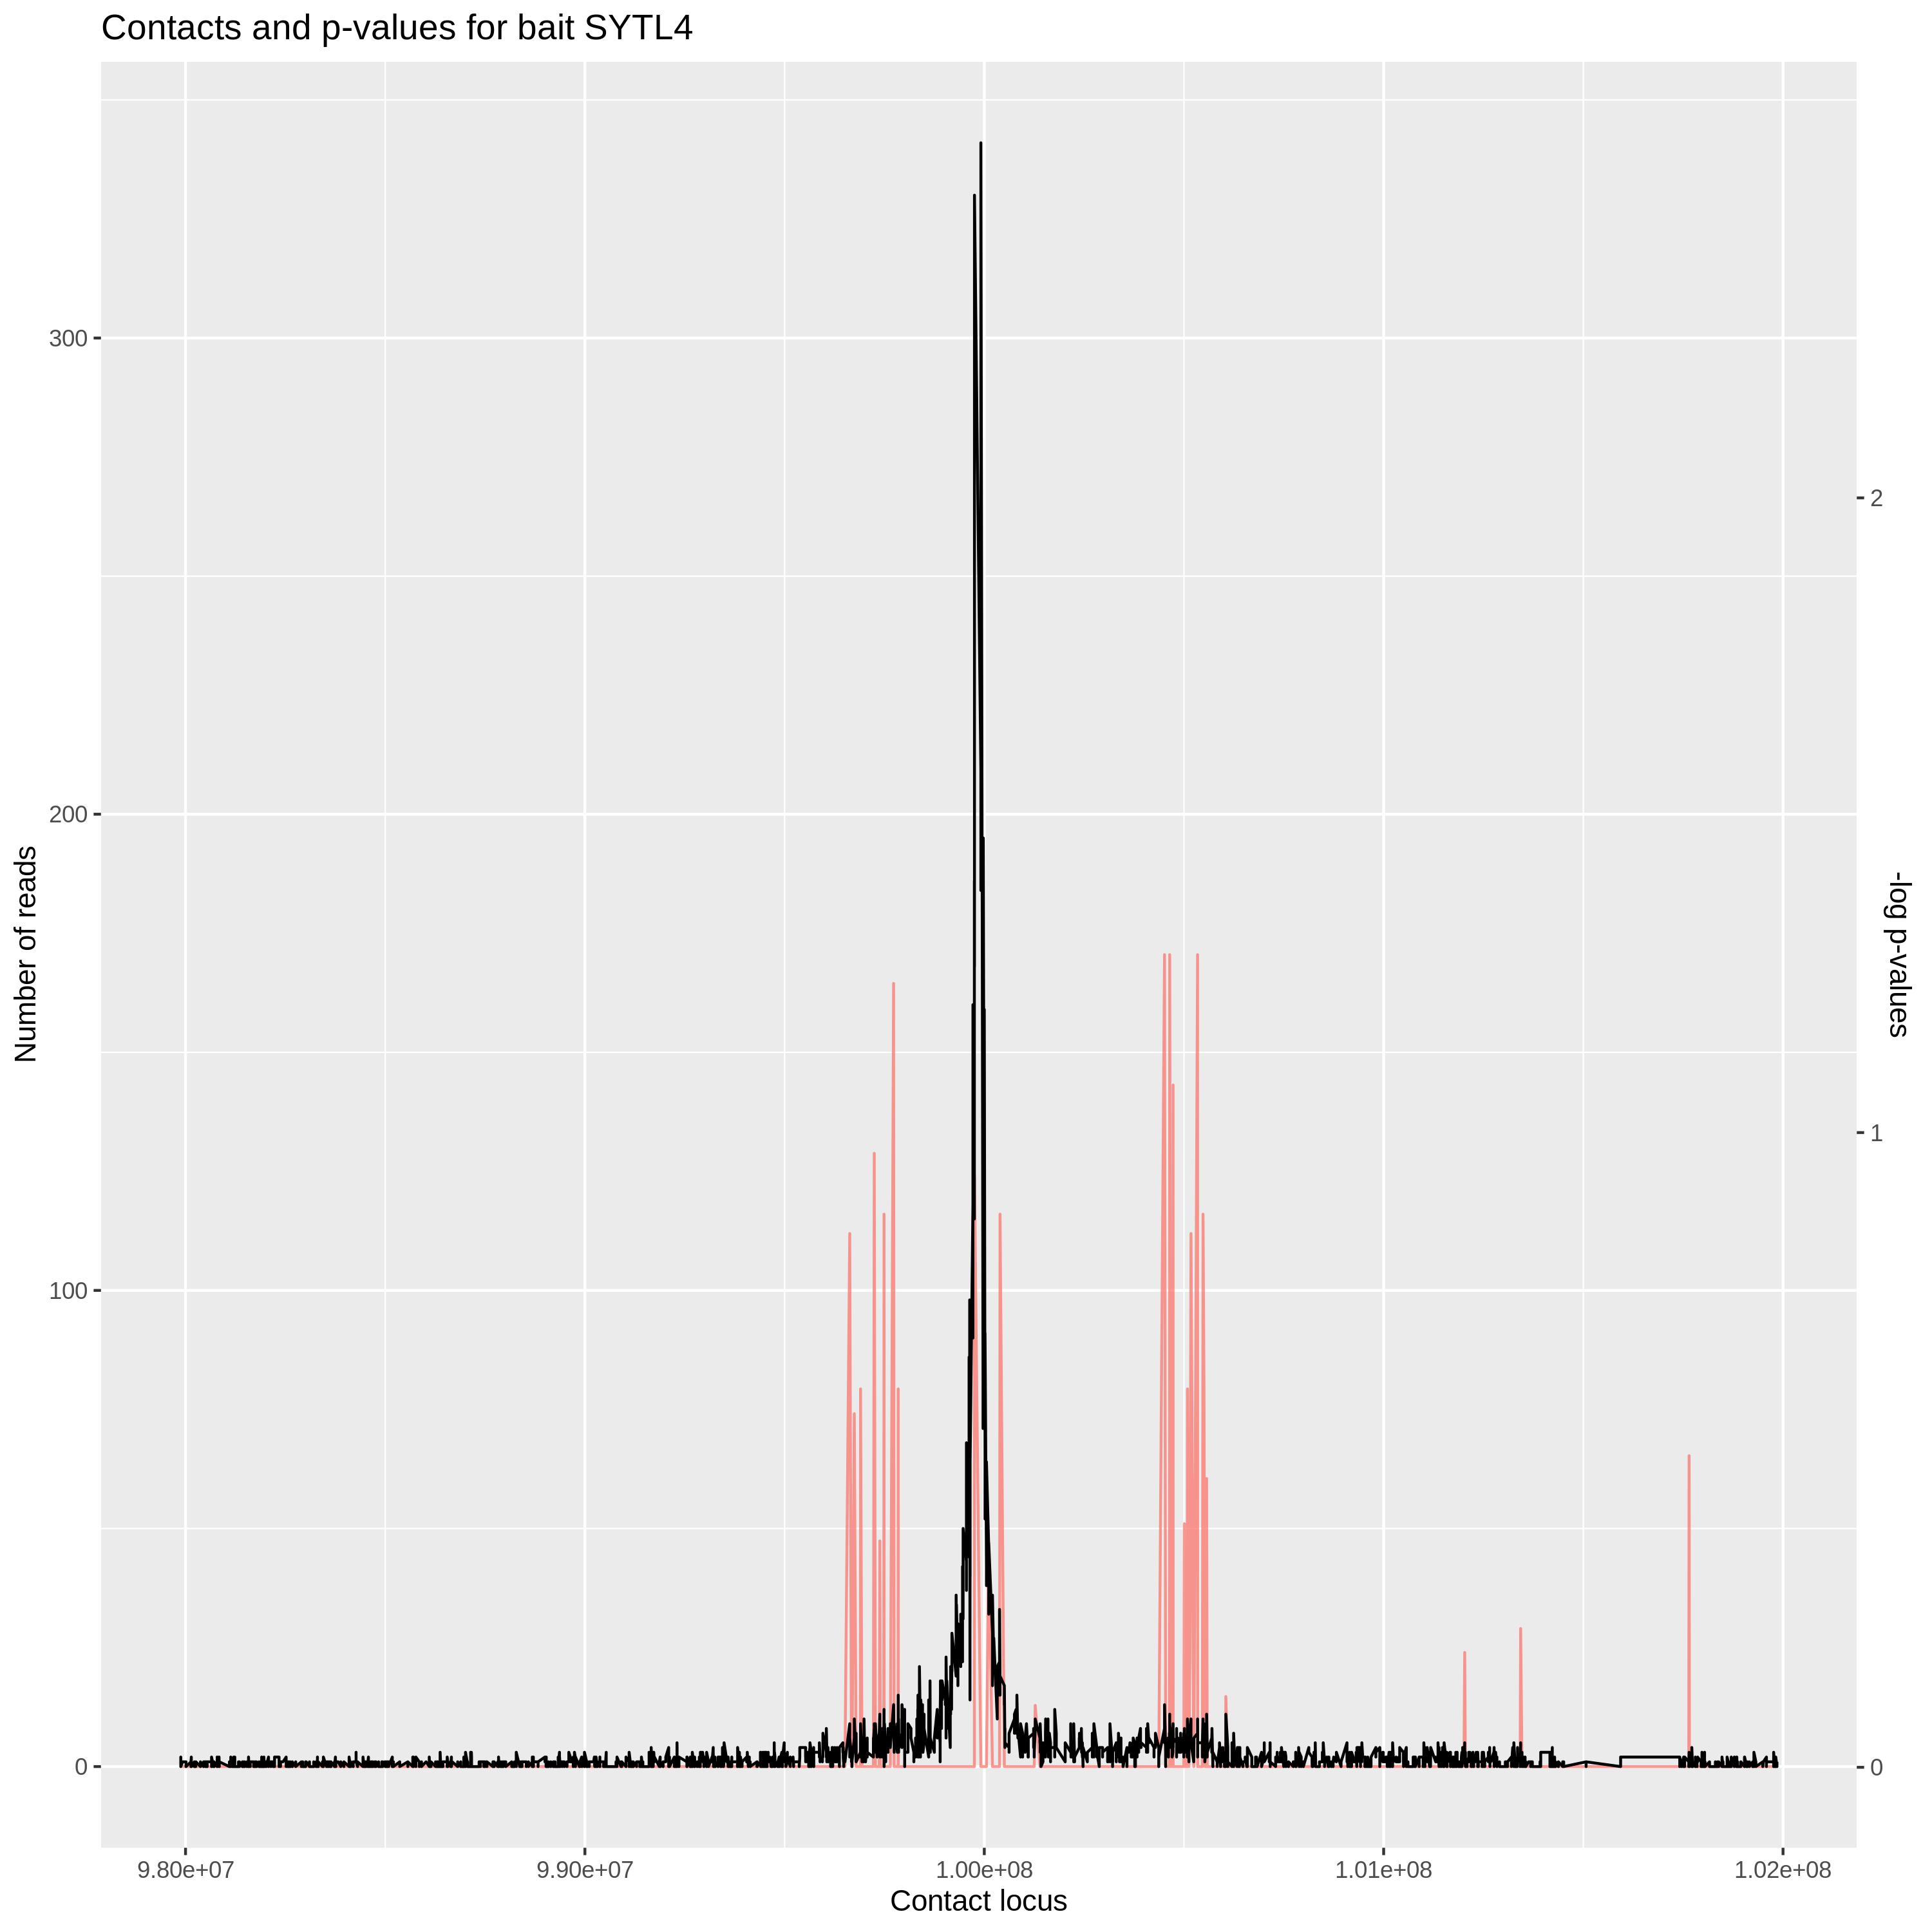 Contacts and p-values for bait SYTL4
300
200
100
0
Number of reads
2
1
0
-log p-values
9.80e+07
9.90e+07
1.00e+08
1.01e+08
1.02e+08
Contact locus